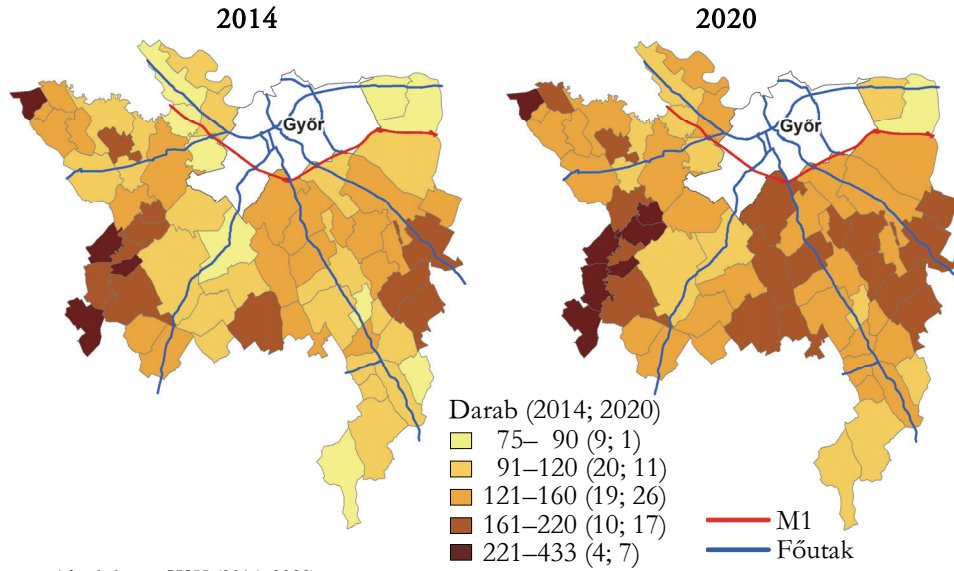 2014
2020
Győr
Győr
Darab (2014; 2020)
75– 90 (9; 1)
91–120 (20; 11)
121–160 (19; 26)
161–220 (10; 17)
221–433 (4; 7)
M1
Főutak